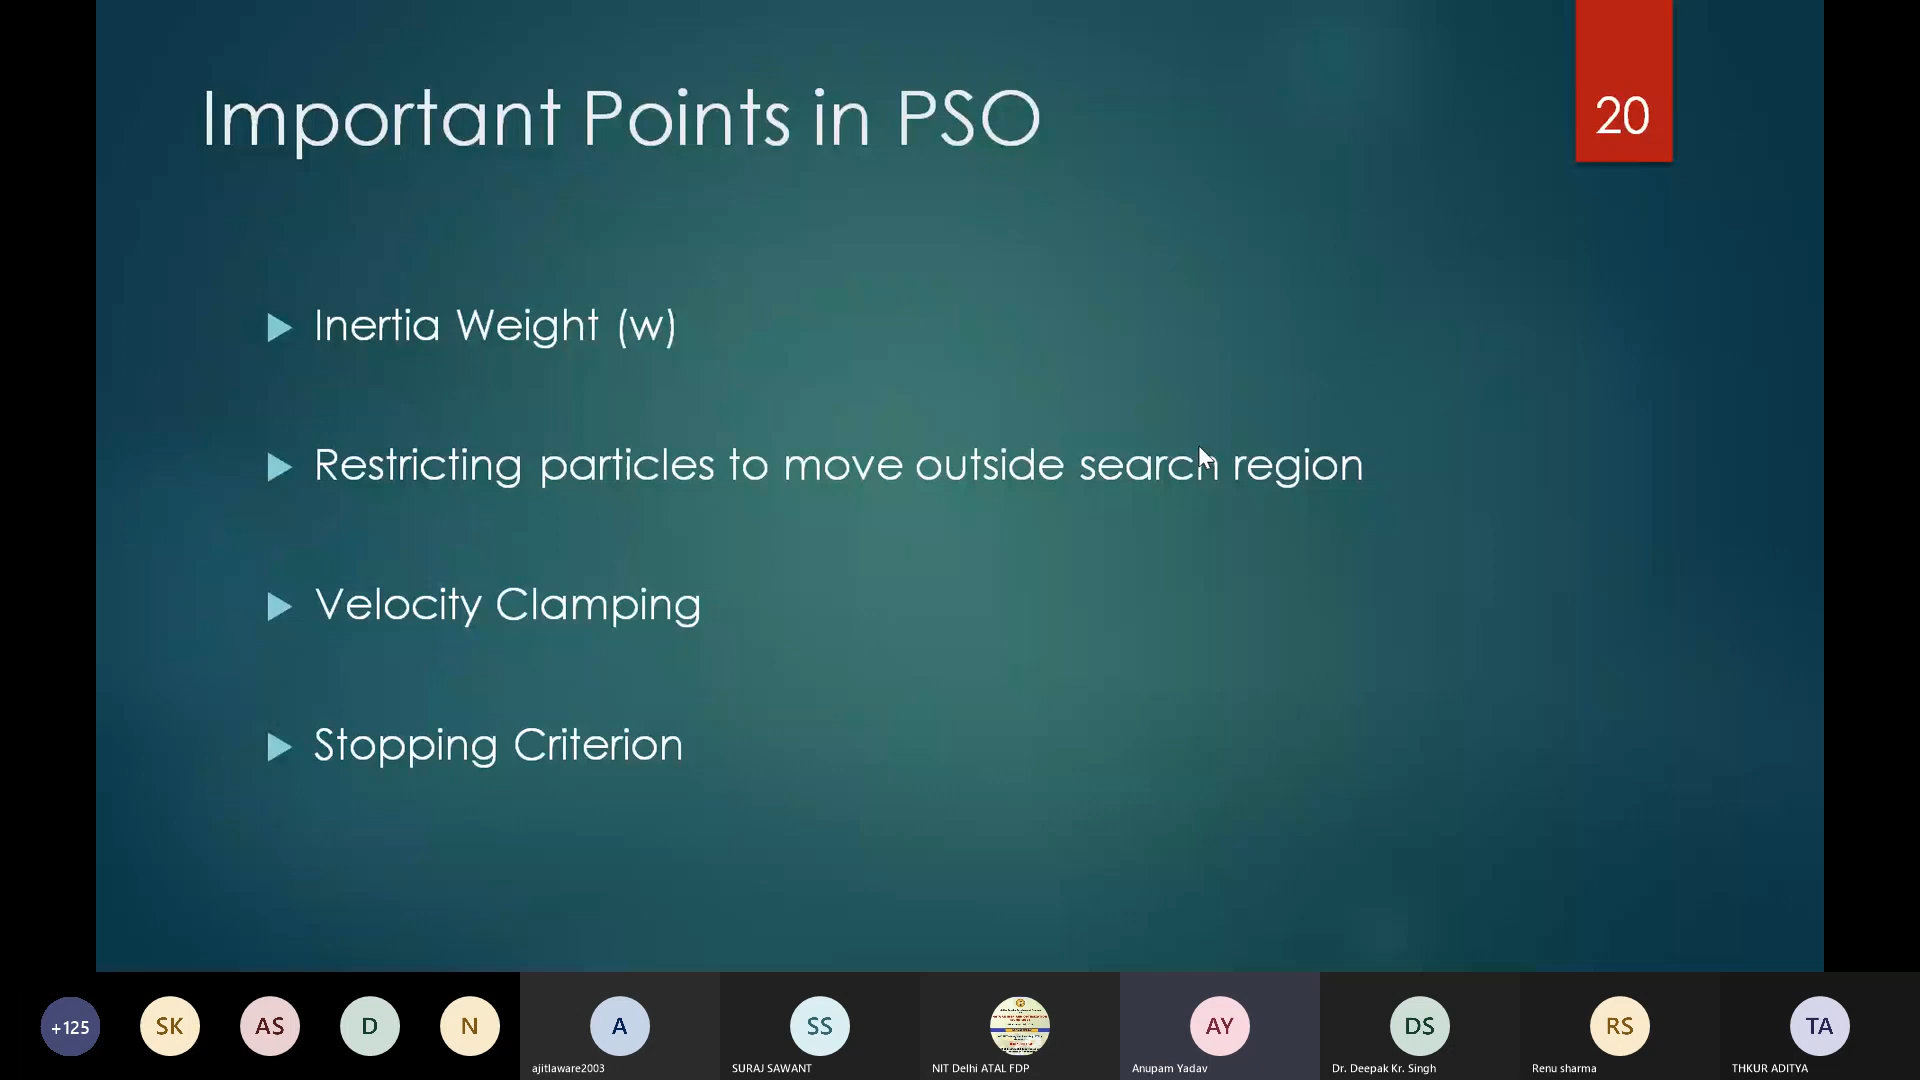 Important Points in PSO
20
Inertia Weight (w)
Restricting particles to move outside search region
Velocity Clamping
Stopping Criterion
+125
SK
AS
D
N
A
SS
AY
DS
RS
TA
ajitlaware2003
SURAJ SAWANT
NIT Delhi ATAL FDP
Anupam Yadav
Dr. Deepak Kr. Singh
Renu sharma
THKUR ADITYA